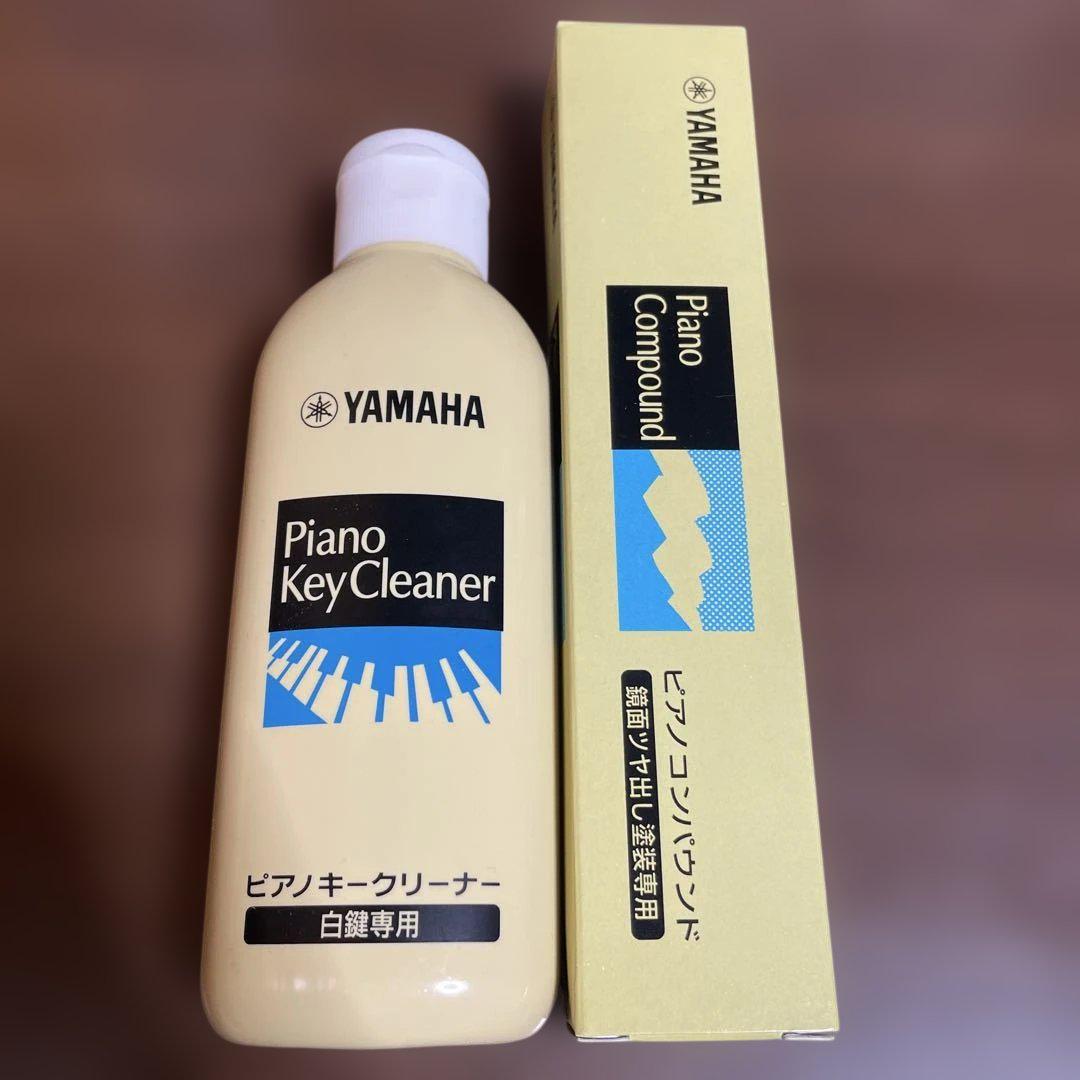 YAMAHA
Piano
KeyCleaner
ピアノキークリーナー
白鍵専用
YAMAHA
Piano
Compound
ピアノコンパウンド
鏡面ツヤ出し塗装専用